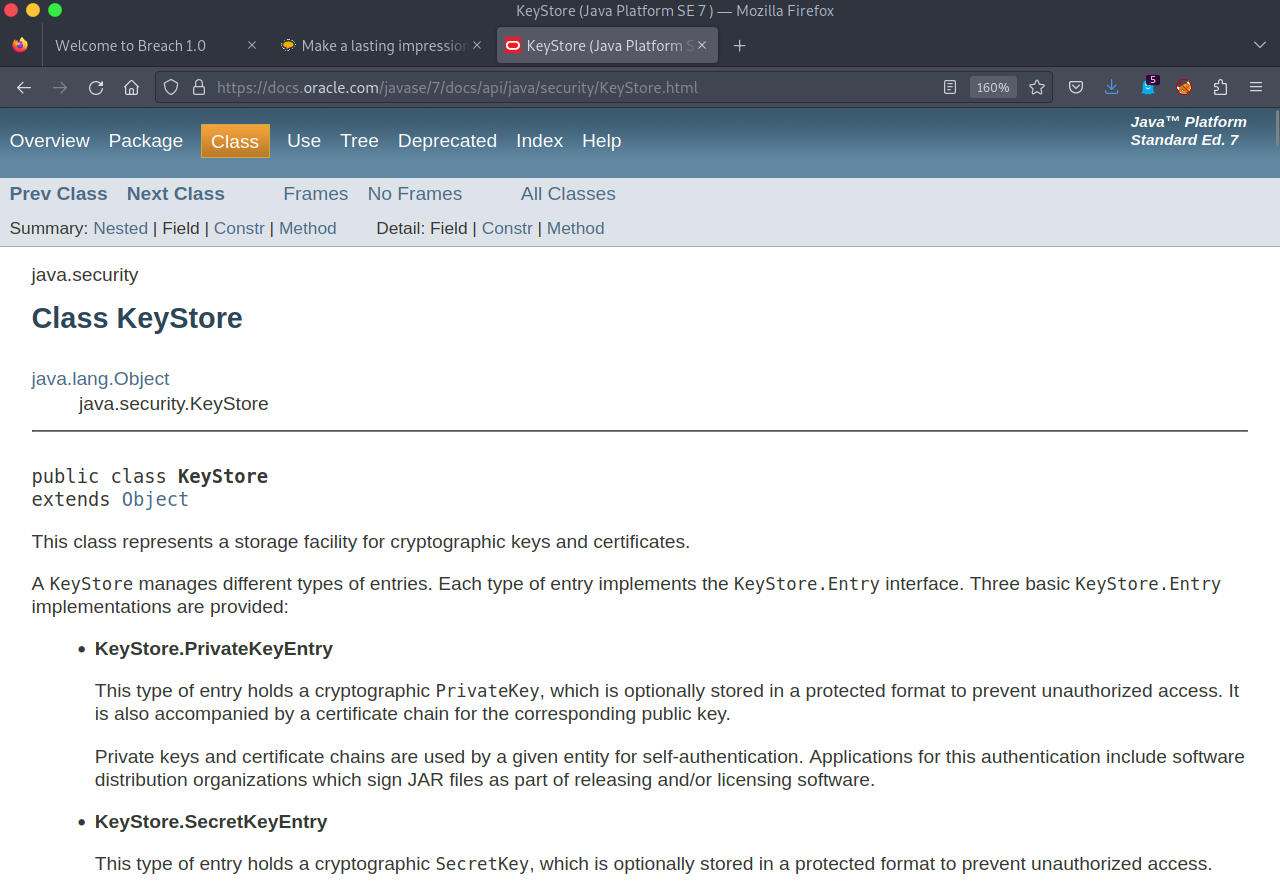 KeyStore (Java Platform SE 7 ) — Mozilla Firefox
Welcome to Breach 1.0
Make a lasting impression
KeyStore (Java Platform S
https://docs.oracle.com/javase/7/docs/api/java/security/KeyStore.html
160%
5
Overview Package Class Use Tree Deprecated Index Help
Java™ Platform
Standard Ed. 7
Prev Class Next Class Frames No Frames All Classes
Summary: Nested | Field | Constr | Method Detail: Field | Constr | Method
java.security
Class KeyStore
java.lang.Object
java.security.KeyStore
public class KeyStore
extends Object
This class represents a storage facility for cryptographic keys and certificates.
A KeyStore manages different types of entries. Each type of entry implements the KeyStore.Entry interface. Three basic KeyStore.Entry
implementations are provided:
• KeyStore.PrivateKeyEntry
This type of entry holds a cryptographic PrivateKey, which is optionally stored in a protected format to prevent unauthorized access. It
is also accompanied by a certificate chain for the corresponding public key.
Private keys and certificate chains are used by a given entity for self-authentication. Applications for this authentication include software
distribution organizations which sign JAR files as part of releasing and/or licensing software.
• KeyStore.SecretKeyEntry
This type of entry holds a cryptographic SecretKey, which is optionally stored in a protected format to prevent unauthorized access.